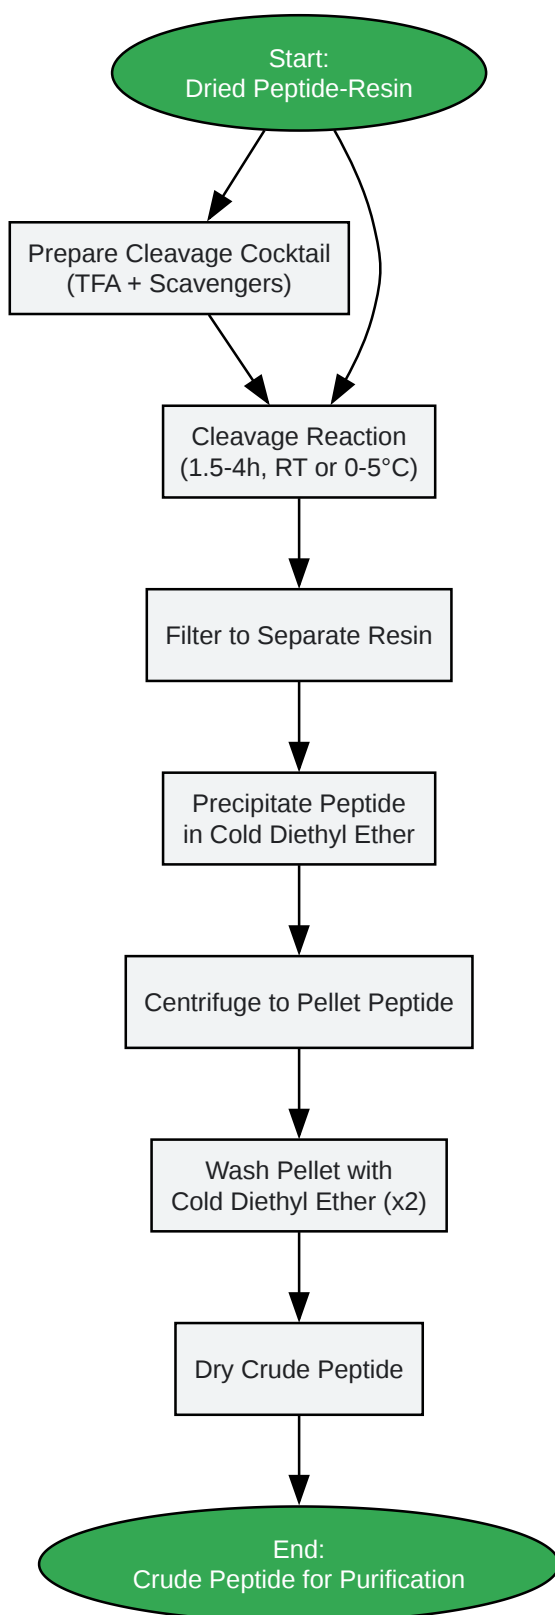 Start:
Dried Peptide-Resin
Prepare Cleavage Cocktail
(TFA + Scavengers)
Cleavage Reaction
(1.5-4h, RT or 0-5°C)
Filter to Separate Resin
Precipitate Peptide
in Cold Diethyl Ether
Centrifuge to Pellet Peptide
Wash Pellet with
Cold Diethyl Ether (x2)
Dry Crude Peptide
End:
Crude Peptide for Purification